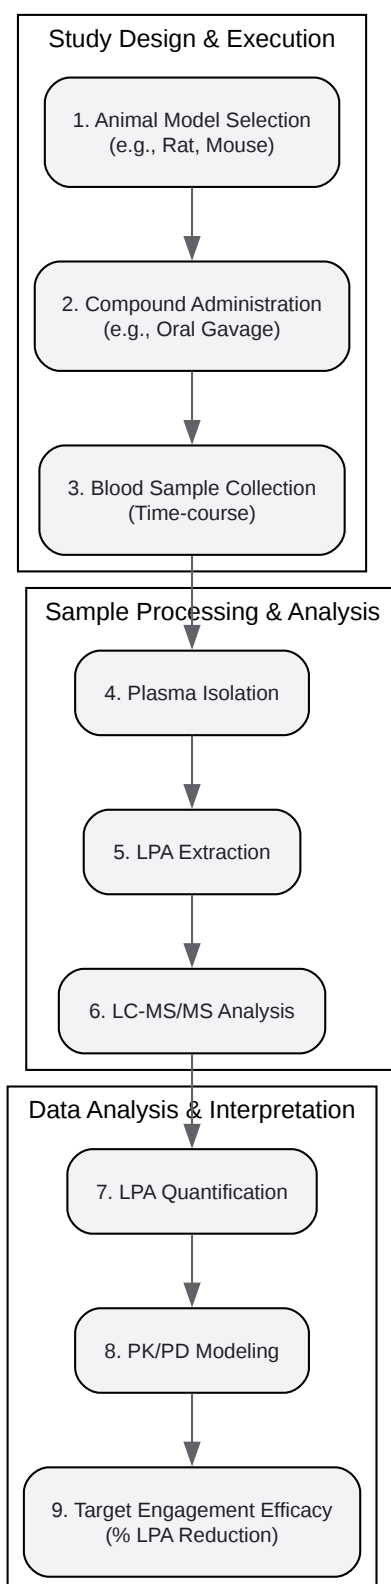 Study Design & Execution
1. Animal Model Selection
(e.g., Rat, Mouse)
2. Compound Administration
(e.g., Oral Gavage)
3. Blood Sample Collection
(Time-course)
Sample Processing & Analysis
4. Plasma Isolation
5. LPA Extraction
6. LC-MS/MS Analysis
Data Analysis & Interpretation
7. LPA Quantification
8. PK/PD Modeling
9. Target Engagement Efficacy
(% LPA Reduction)